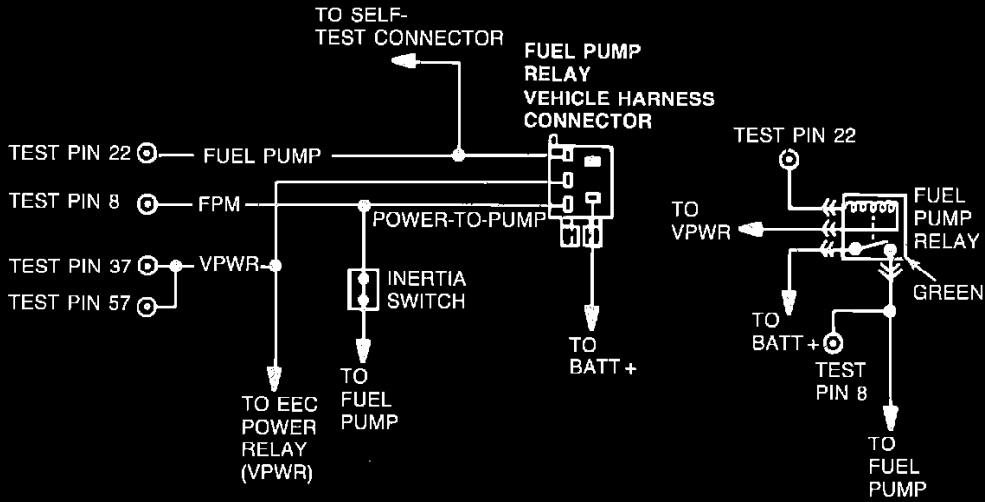 TO SELF-
TEST CONNECTOR
FUEL PUMP
RELAY
VEHICLE HARNESS
CONNECTOR
TEST PIN 22
FUEL PUMP
TEST PIN 8
FPM
POWER-TO-PUMP
TEST PIN 37
VPWR
TEST PIN 57
INERTIA
SWITCH
TO
BATT +
TO
FUEL
PUMP
TO EEC
POWER
RELAY
(VPWR)
TEST PIN 22
TO
VPWR
FUEL
PUMP
RELAY
GREEN
TO
BATT +
TEST
PIN 8
TO
FUEL
PUMP